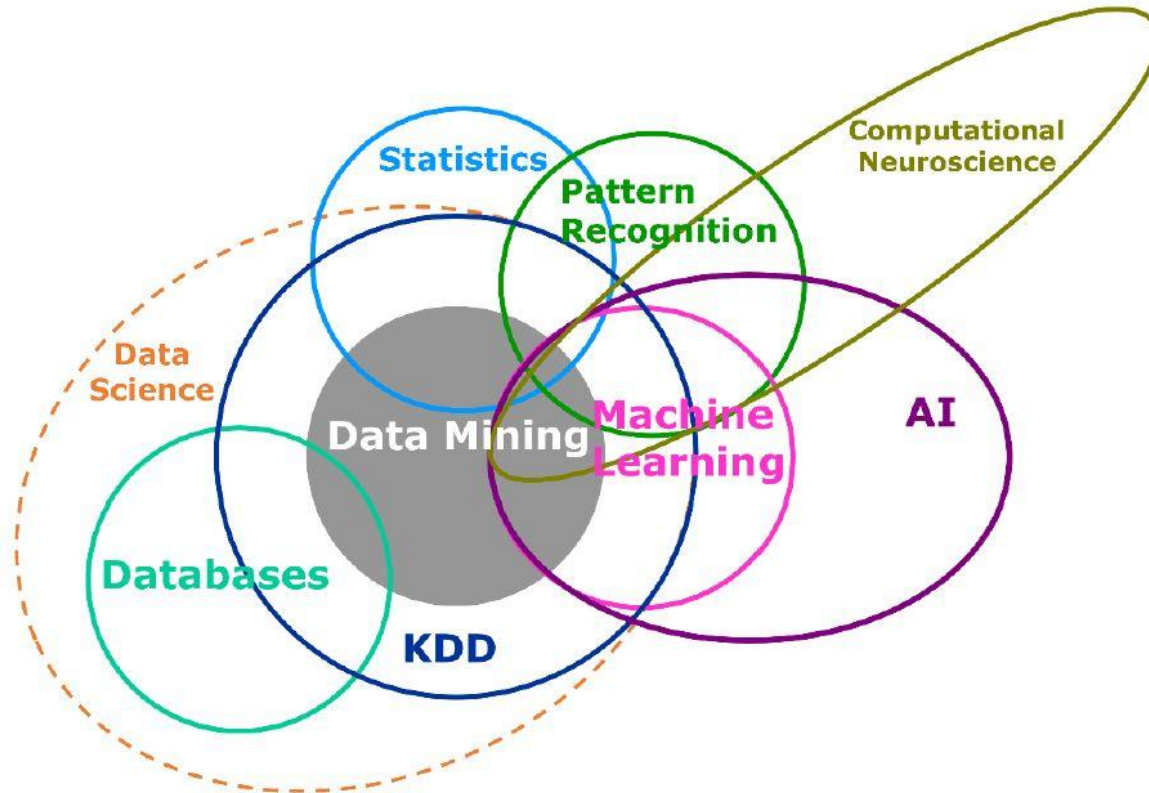 Computational
Neuroscience
Statistics
Pattern
Recognition
Data
Science
AI
Machine
Learning
Data Mining
Databases
KDD